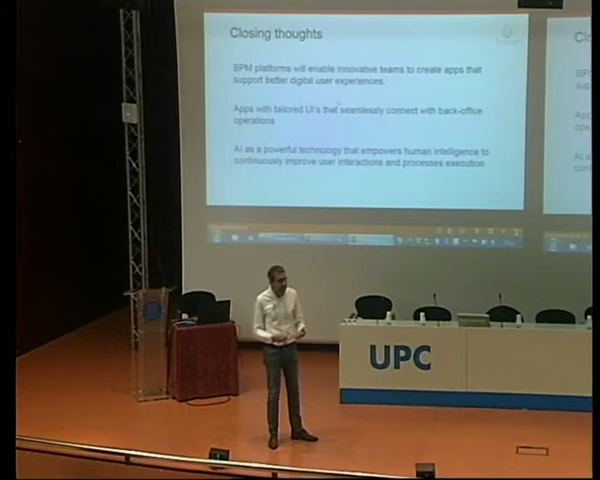 Closing thoughts
BPM platforms will enable innovative teams to create apps that
support better digital user experiences
Apps with tailored UI's that seamlessly connect with back-office
operations
AI as a powerful technology that empowers human intelligence to
continuously improve user interactions and processes execution
UPC